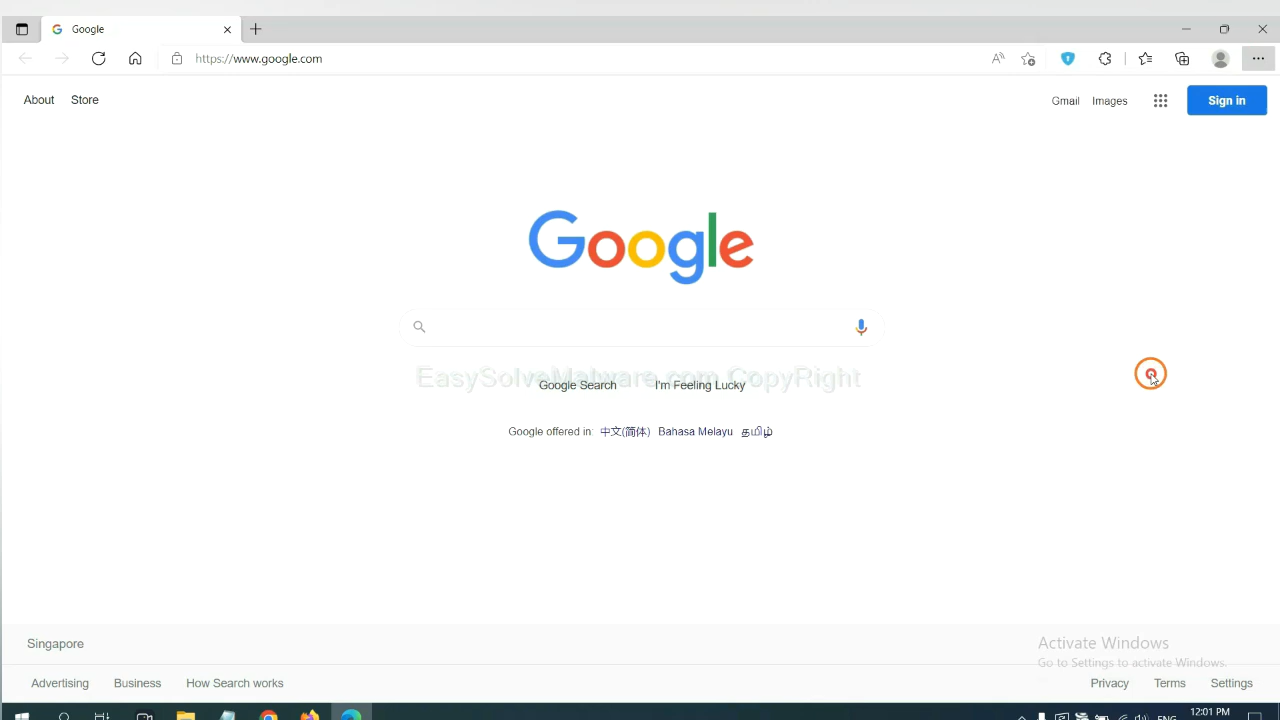 Google
https://www.google.com
About Store
Gmail Images Sign in
Google
EasySolveMalware.com CopyRight
Google Search I'm Feeling Lucky
Google offered in: 中文(简体) Bahasa Melayu தமிழ்
Singapore
Activate Windows
Go to Settings to activate Windows.
Advertising Business How Search works
Privacy Terms Settings
ENG
12:01 PM